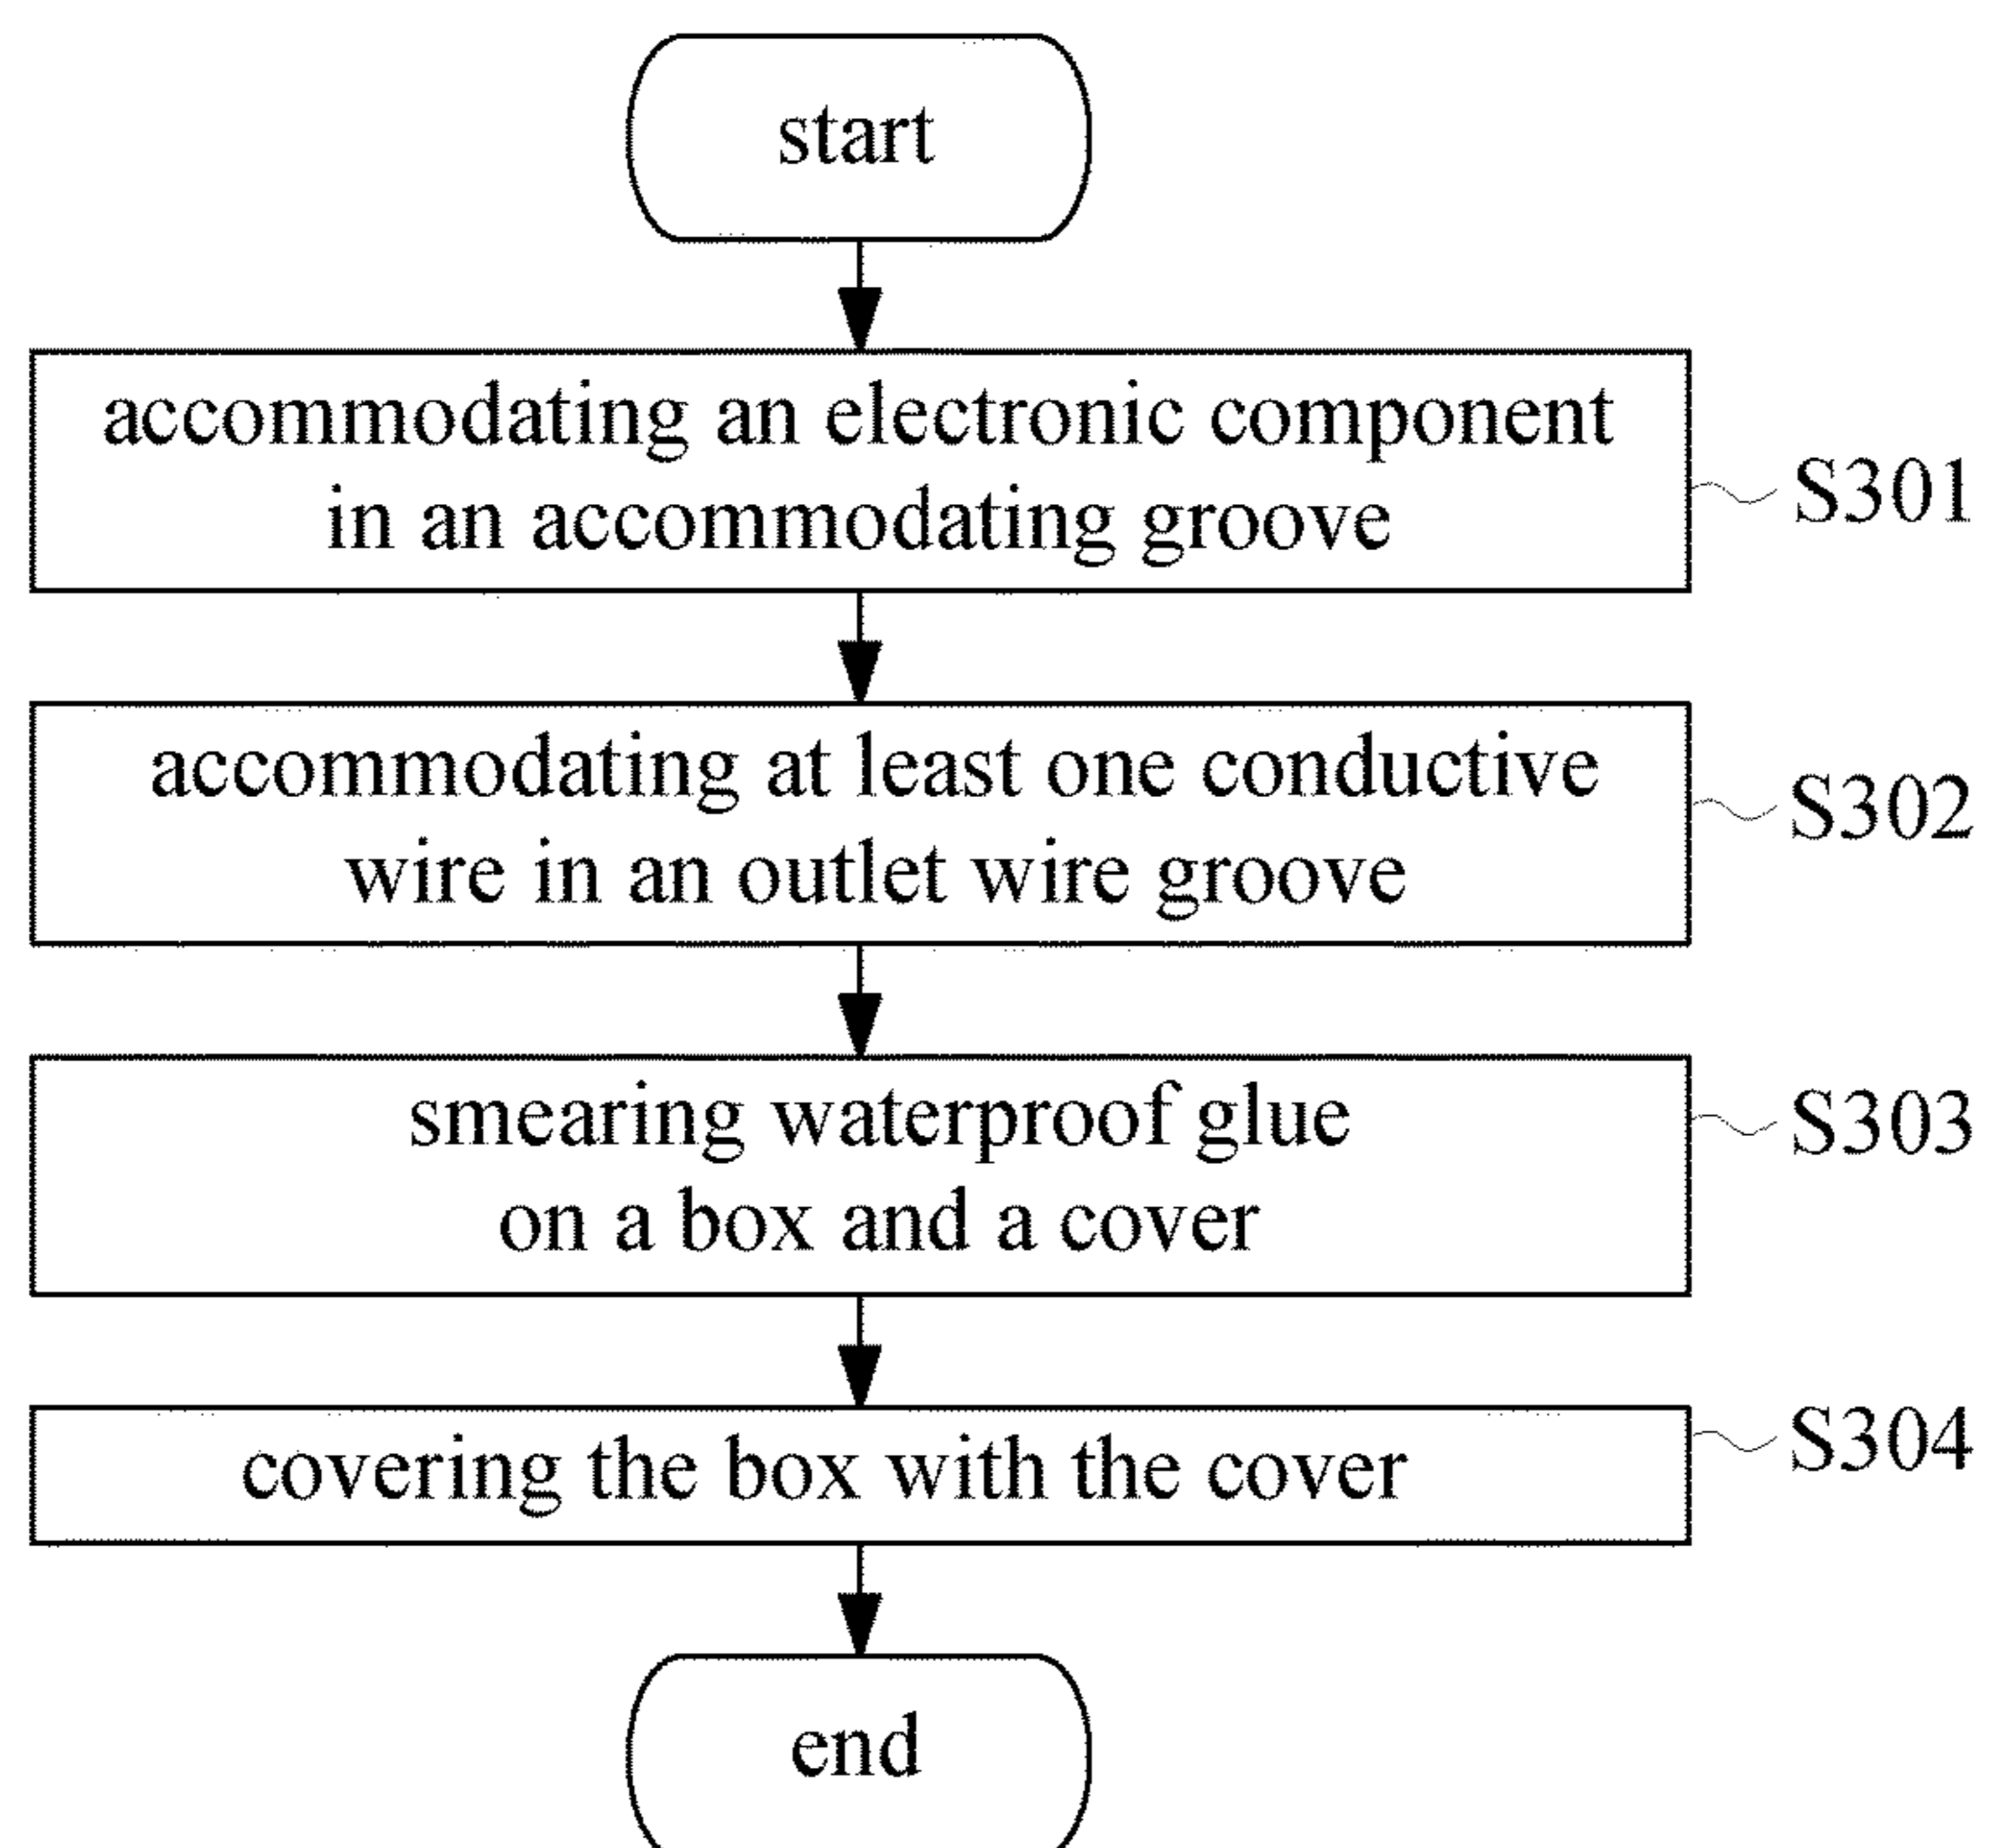 start
accommodating an electronic component
in an accommodating groove
S301
accommodating at least one conductive
wire in an outlet wire groove
S302
smearing waterproof glue
on a box and a cover
S303
covering the box with the cover
S304
end